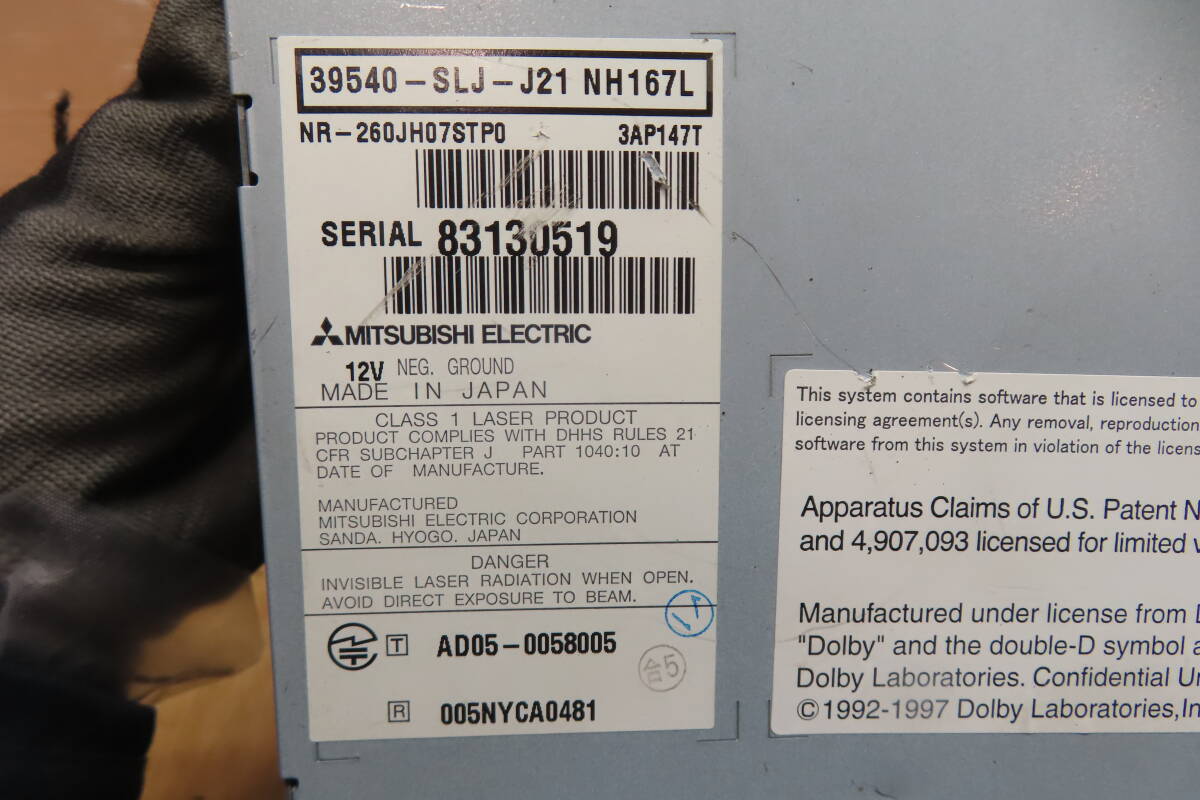 39540-SLJ-J21 NH167L
NR-260JH07STP0 3AP147T
SERIAL 83130519
MITSUBISHI ELECTRIC
12V NEG. GROUND
MADE IN JAPAN
CLASS 1 LASER PRODUCT
PRODUCT COMPLIES WITH DHHS RULES 21
CFR SUBCHAPTER J PART 1040:10 AT
DATE OF MANUFACTURE.
MANUFACTURED
MITSUBISHI ELECTRIC CORPORATION
SANDA. HYOGO. JAPAN
DANGER
INVISIBLE LASER RADIATION WHEN OPEN.
AVOID DIRECT EXPOSURE TO BEAM.
T AD05-0058005
合5
R 005NYCA0481
This system contains software that is licensed to
licensing agreement(s). Any removal, reproduction
software from this system in violation of the licens
Apparatus Claims of U.S. Patent N
and 4,907,093 licensed for limited v
Manufactured under license from D
"Dolby" and the double-D symbol a
Dolby Laboratories. Confidential Un
©1992-1997 Dolby Laboratories,In